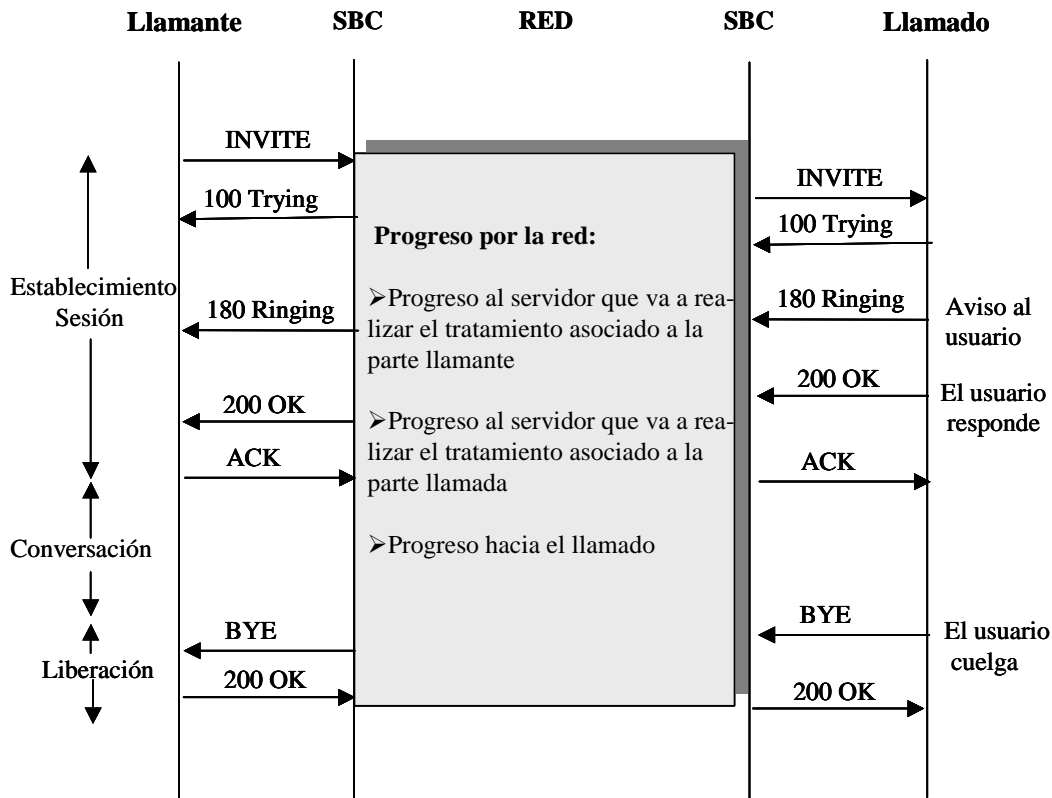 Llamante SBC RED SBC Llamado
INVITE
INVITE
100 Trying
100 Trying
Progreso por la red:
Establecimiento
Sesión
➢Progreso al servidor que va a rea-
lizar el tratamiento asociado a la
parte llamante
180 Ringing
180 Ringing
Aviso al
usuario
200 OK
200 OK
El usuario
responde
➢Progreso al servidor que va a rea-
lizar el tratamiento asociado a la
parte llamada
ACK
ACK
➢Progreso hacia el llamado
Conversación
BYE
BYE
El usuario
cuelga
Liberación
200 OK
200 OK